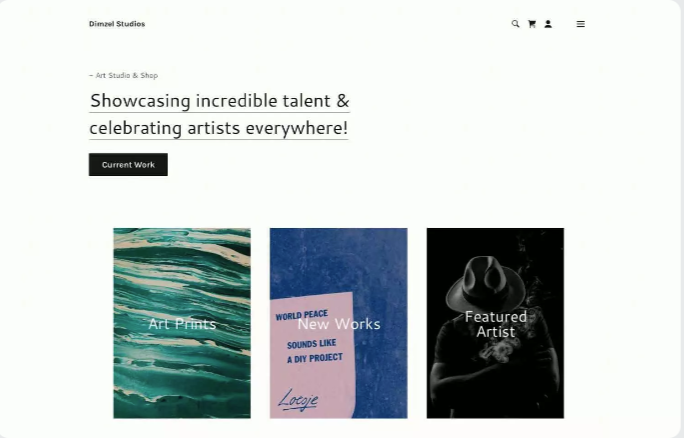 Dimzel Studios
– Art Studio & Shop
Showcasing incredible talent &
celebrating artists everywhere!
Current Work
Art Prints
WORLD PEACE
New Works
SOUNDS LIKE
A DIY PROJECT
Locoje
Featured
Artist